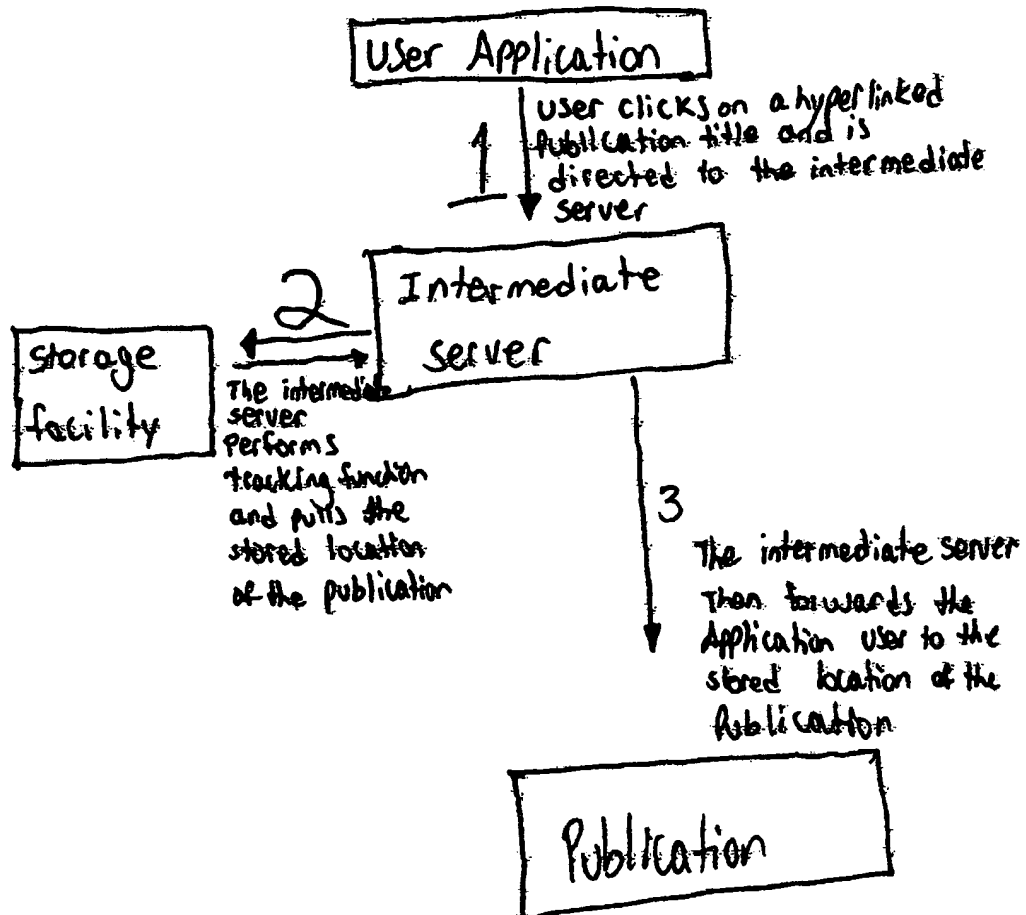 User Application
1
User clicks on a hyperlinked
Publication title and is
directed to the intermediate
server
Intermediate
server
2
storage
facility
The intermediate
server
Performs
tracking function
and pulls the
stored location
of the publication
3
The intermediate server
Then forwards the
Application user to the
stored location of the
Publication
Publication